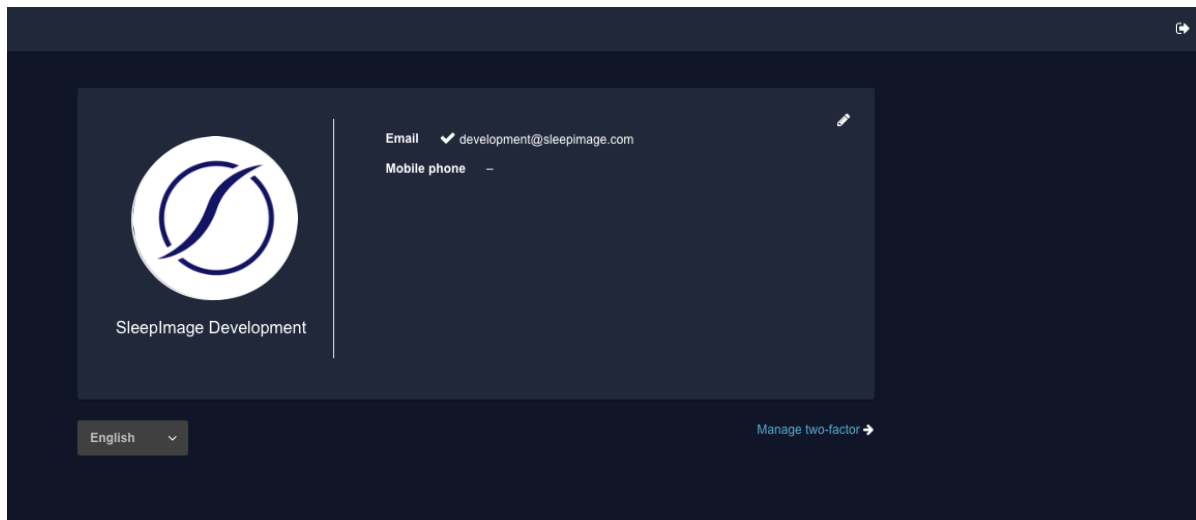 Email development@sleepimage.com
Mobile phone –
SleepImage Development
English
Manage two-factor